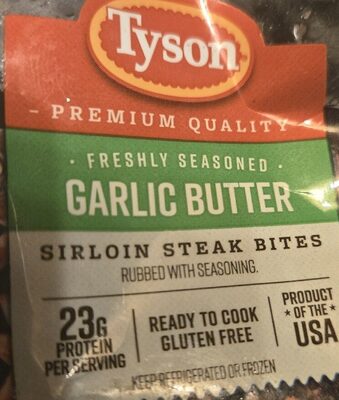 Tyson
PREMIUM QUALITY
FRESHLY SEASONED
GARLIC BUTTER
SIRLOIN STEAK BITES
RUBBED WITH SEASONING.
23G
PROTEIN
PER SERVING
READY TO COOK
GLUTEN FREE
PRODUCT
* OF THE *
USA
KEEP REFRIGERATED OR FROZEN